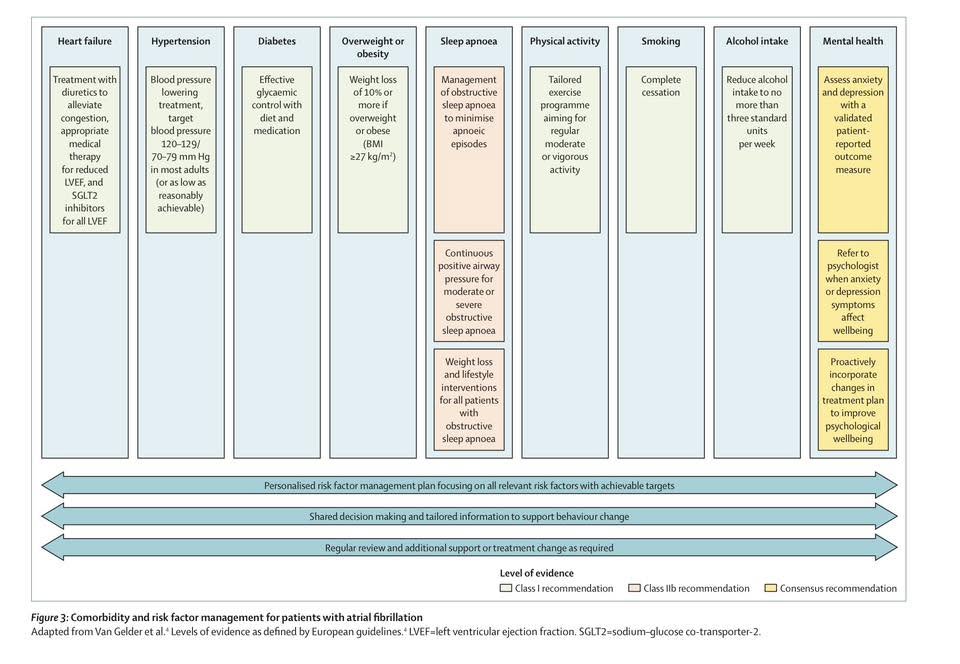 Heart failure
Treatment with
diuretics to
alleviate
congestion,
appropriate
medical
therapy
for reduced
LVEF, and
SGLT2
inhibitors
for all LVEF
Hypertension
Blood pressure
lowering
treatment,
target
blood pressure
120–129/
70–79 mm Hg
in most adults
(or as low as
reasonably
achievable)
Diabetes
Effective
glycaemic
control with
diet and
medication
Overweight or
obesity
Weight loss
of 10% or
more if
overweight
or obese
(BMI
≥27 kg/m²)
Sleep apnoea
Management
of obstructive
sleep apnoea
to minimise
apnoeic
episodes
Continuous
positive airway
pressure for
moderate or
severe
obstructive
sleep apnoea
Weight loss
and lifestyle
interventions
for all patients
with
obstructive
sleep apnoea
Physical activity
Tailored
exercise
programme
aiming for
regular
moderate
or vigorous
activity
Smoking
Complete
cessation
Alcohol intake
Reduce alcohol
intake to no
more than
three standard
units
per week
Mental health
Assess anxiety
and depression
with a
validated
patient-
reported
outcome
measure
Refer to
psychologist
when anxiety
or depression
symptoms
affect
wellbeing
Proactively
incorporate
changes in
treatment plan
to improve
psychological
wellbeing
Personalised risk factor management plan focusing on all relevant risk factors with achievable targets
Shared decision making and tailored information to support behaviour change
Regular review and additional support or treatment change as required
Level of evidence
Class I recommendation
Class IIb recommendation
Consensus recommendation
Figure 3: Comorbidity and risk factor management for patients with atrial fibrillation
Adapted from Van Gelder et al.⁴ Levels of evidence as defined by European guidelines.⁴ LVEF=left ventricular ejection fraction. SGLT2=sodium–glucose co-transporter-2.